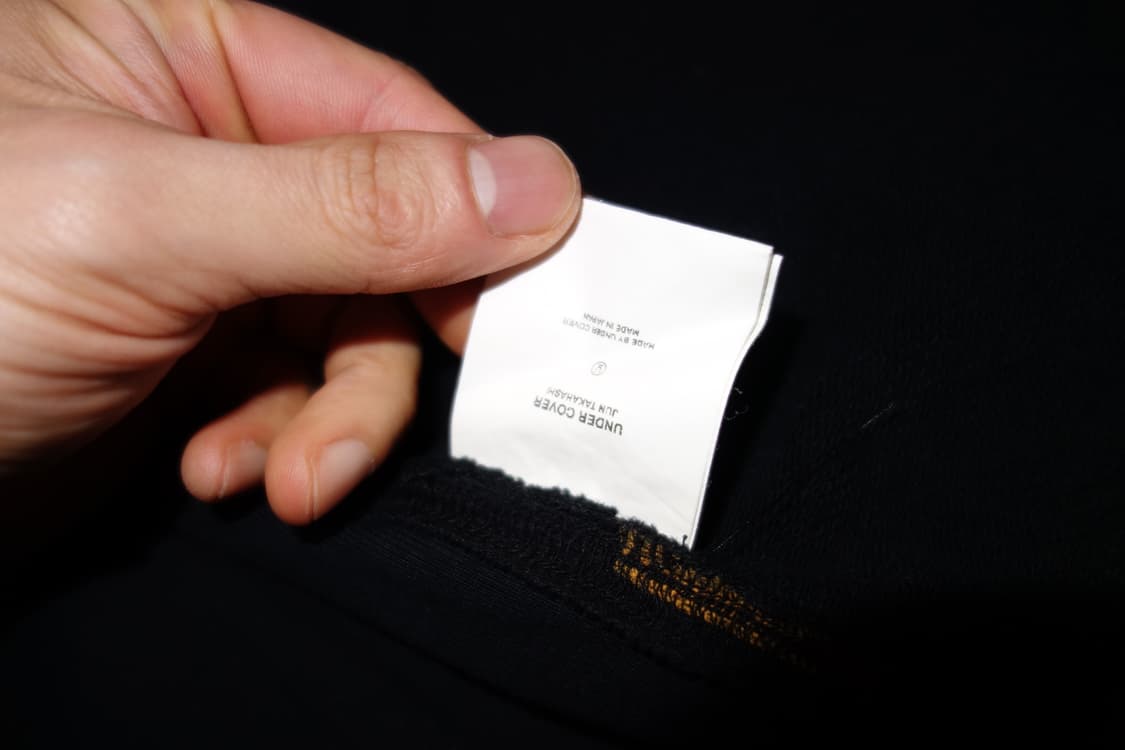 UNDER COVER
JUN TAKAHASHI
MADE BY UNDER COVER
MADE IN JAPAN